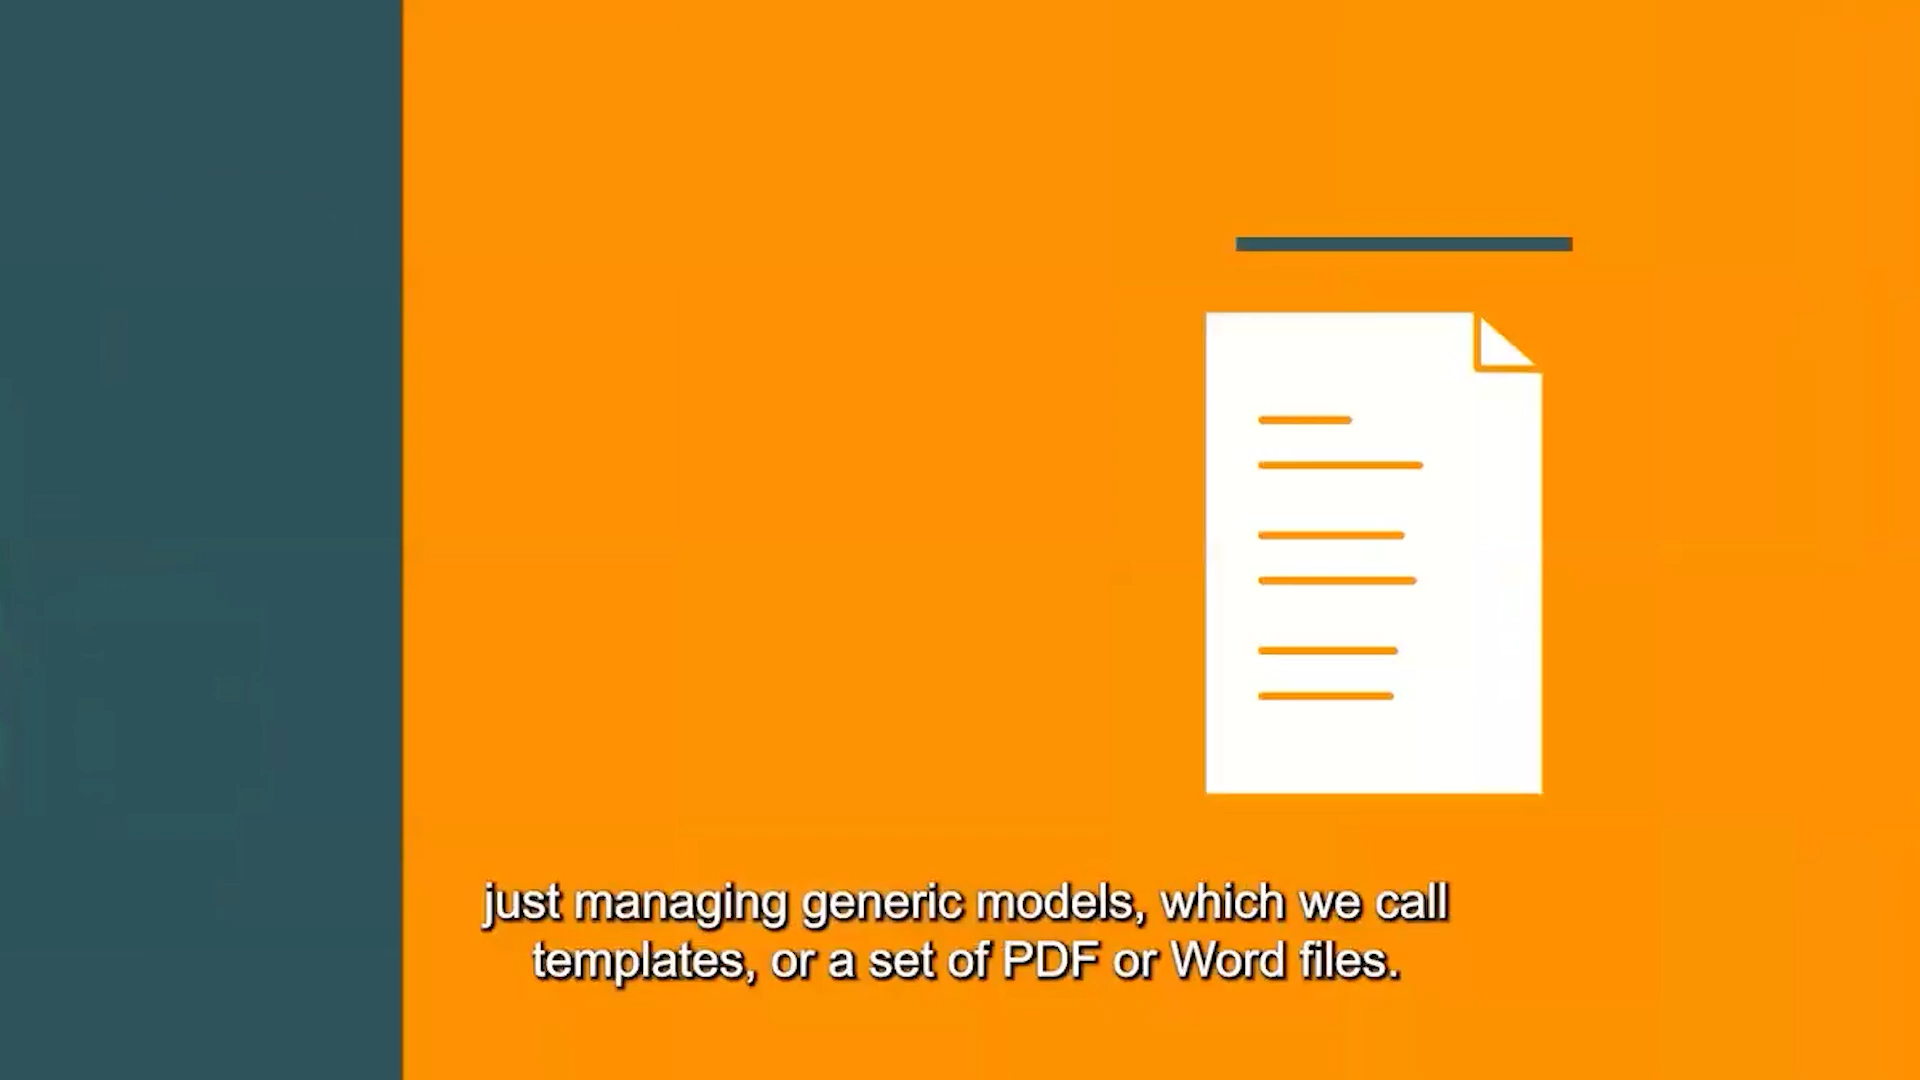 just managing generic models, which we call
templates, or a set of PDF or Word files.